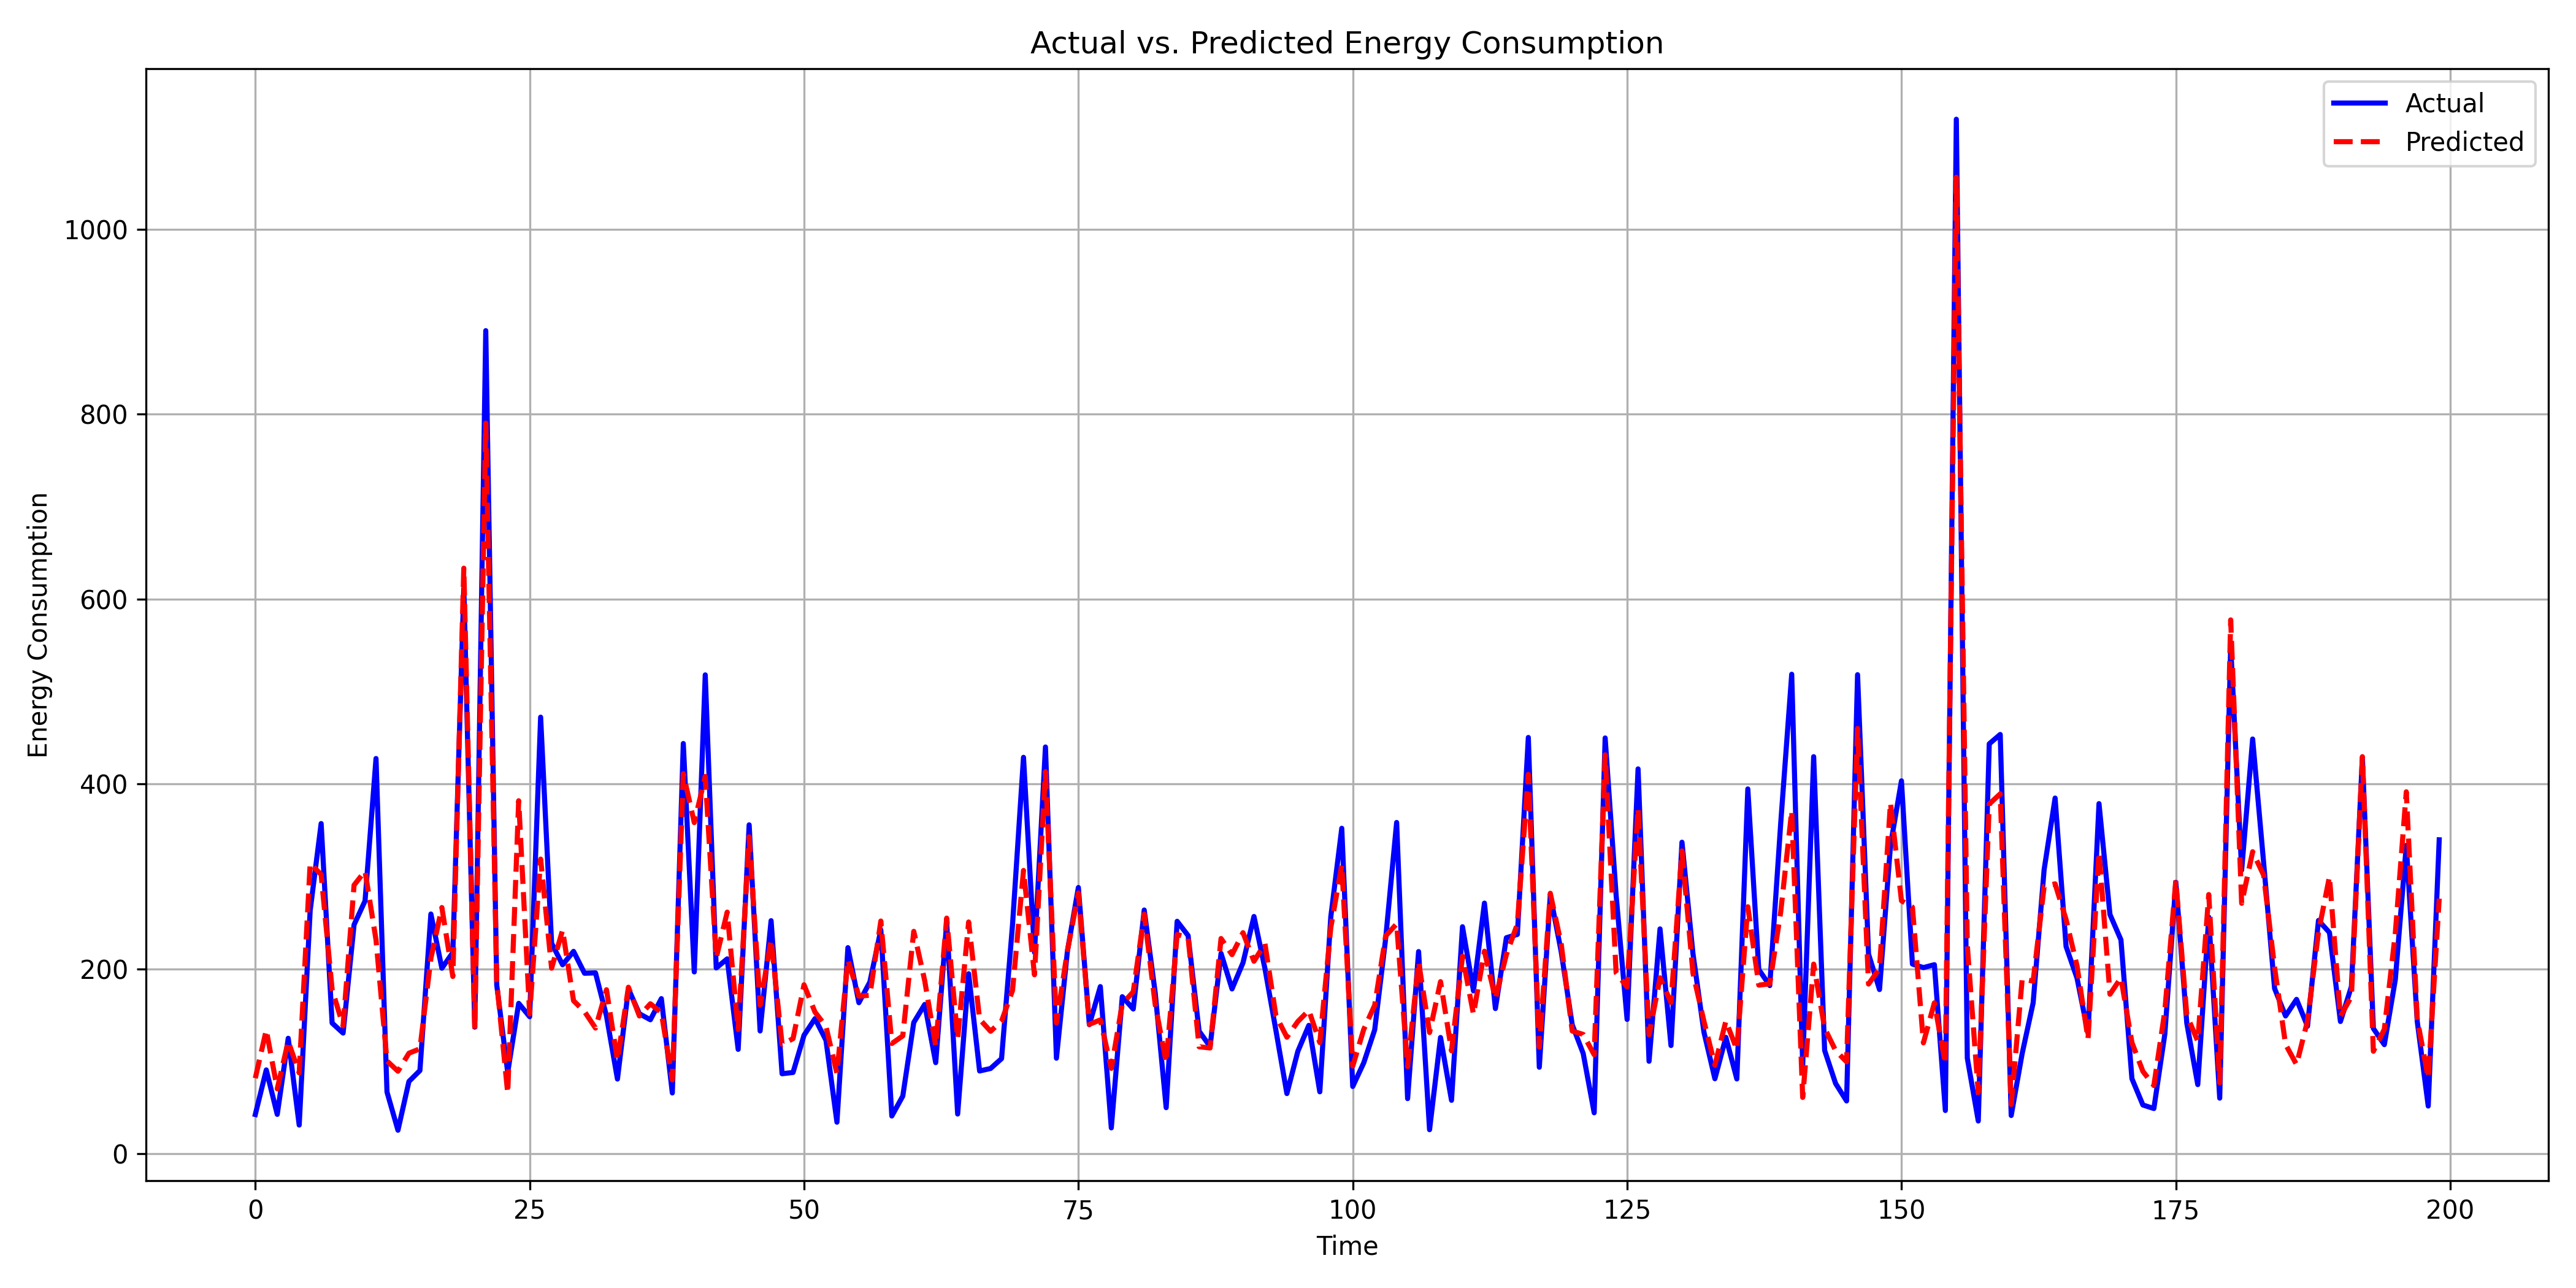 Actual vs. Predicted Energy Consumption
Actual
Predicted
Energy Consumption
1000
800
600
400
200
0
0 25 50 75 100 125 150 175 200
Time